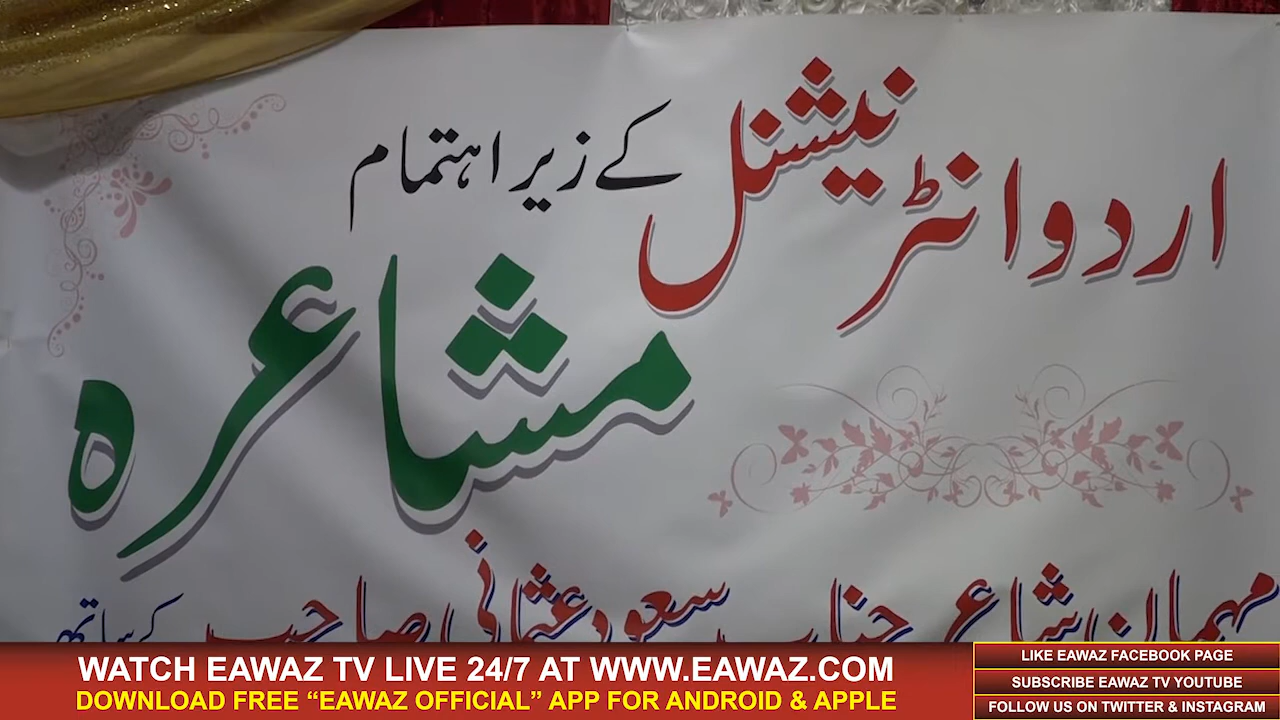 اردو انٹرنیشنل کے زیر اہتمام
مشاعرہ
مہمان شاعر جناب سعود عثمانی صاحب کے ساتھ
WATCH EAWAZ TV LIVE 24/7 AT WWW.EAWAZ.COM
DOWNLOAD FREE “EAWAZ OFFICIAL” APP FOR ANDROID & APPLE
LIKE EAWAZ FACEBOOK PAGE
SUBSCRIBE EAWAZ TV YOUTUBE
FOLLOW US ON TWITTER & INSTAGRAM